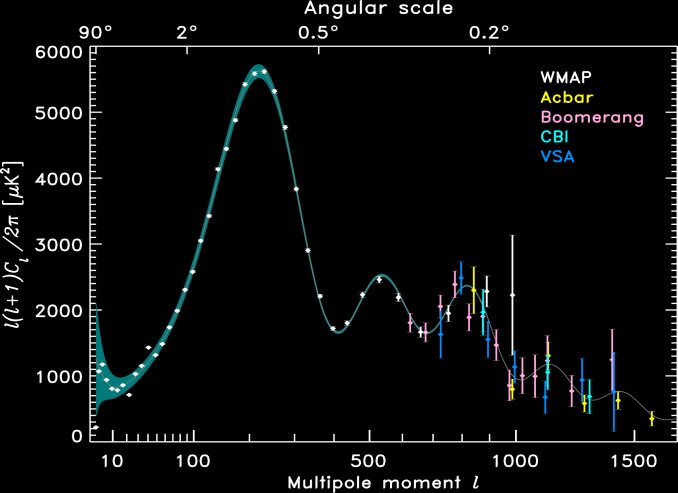 Angular scale
90° 2° 0.5° 0.2°
6000
5000
4000
3000
2000
1000
0
l(l+1)Cl/2π [μK²]
WMAP
Acbar
Boomerang
CBI
VSA
10 100 500 1000 1500
Multipole moment l